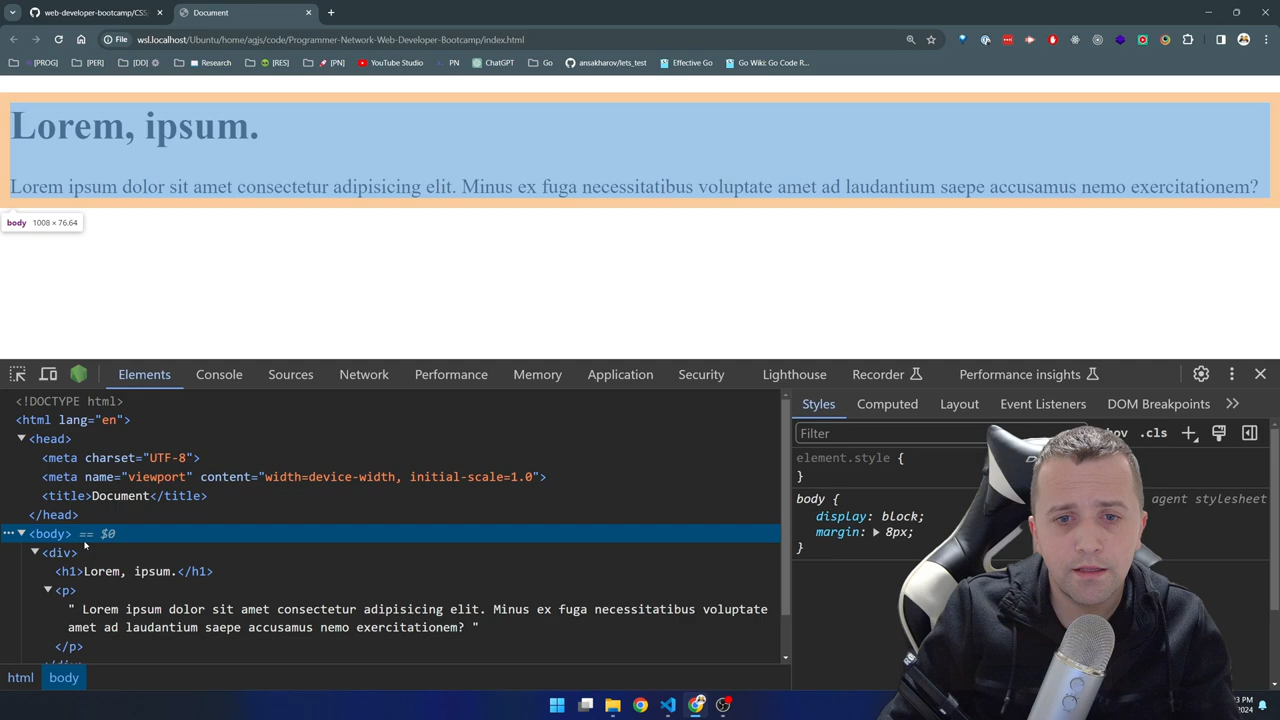 web-developer-bootcamp/CSS
Document
File
wsl.localhost/Ubuntu/home/agjs/code/Programmer-Network-Web-Developer-Bootcamp/index.html
[PROG]
[PER]
[DD]
Research
[RES]
[PN]
YouTube Studio
PN
ChatGPT
Go
ansakharov/lets_test
Effective Go
Go Wiki: Go Code R...
Lorem, ipsum.
Lorem ipsum dolor sit amet consectetur adipisicing elit. Minus ex fuga necessitatibus voluptate amet ad laudantium saepe accusamus nemo exercitationem?
body 1008 × 76.64
Elements
Console
Sources
Network
Performance
Memory
Application
Security
Lighthouse
Recorder
Performance insights
<!DOCTYPE html>
<html lang="en">
<head>
<meta charset="UTF-8">
<meta name="viewport" content="width=device-width, initial-scale=1.0">
<title>Document</title>
</head>
<body> == $0
<div>
<h1>Lorem, ipsum.</h1>
<p>
" Lorem ipsum dolor sit amet consectetur adipisicing elit. Minus ex fuga necessitatibus voluptate
amet ad laudantium saepe accusamus nemo exercitationem? "
</p>
html
body
Styles
Computed
Layout
Event Listeners
DOM Breakpoints
Filter
.cls
element.style {
}
body {
agent stylesheet
display: block;
margin: 8px;
}